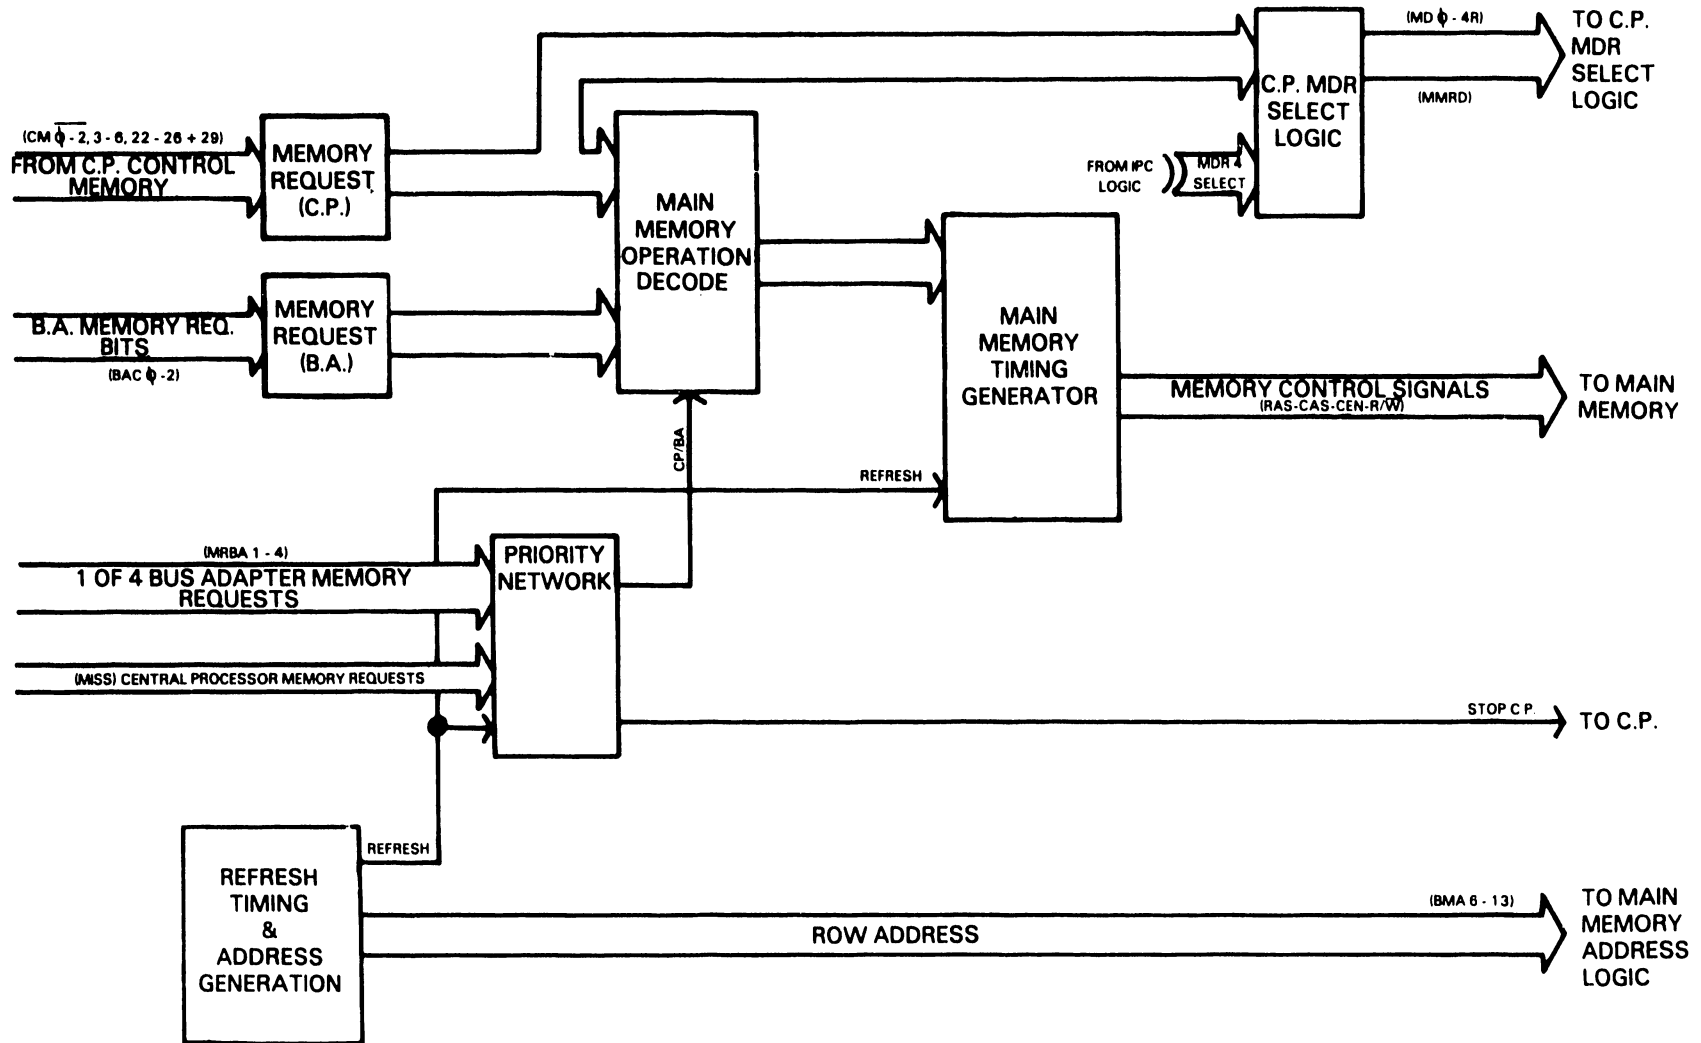 (MD ϕ - 4R)
TO C.P.
MDR
SELECT
LOGIC
(MMRD)
C.P. MDR
SELECT
LOGIC
FROM IPC
LOGIC
MDR 4
SELECT
(CM ϕ - 2, 3 - 6, 22 - 26 + 29)
FROM C.P. CONTROL
MEMORY
MEMORY
REQUEST
(C.P.)
MAIN
MEMORY
OPERATION
DECODE
B.A. MEMORY REQ.
BITS
(BAC ϕ - 2)
MEMORY
REQUEST
(B.A.)
MAIN
MEMORY
TIMING
GENERATOR
MEMORY CONTROL SIGNALS
(RAS-CAS-CEN-R/W̅)
TO MAIN
MEMORY
CP/BA
REFRESH
(MRBA 1 - 4)
1 OF 4 BUS ADAPTER MEMORY
REQUESTS
PRIORITY
NETWORK
(MISS) CENTRAL PROCESSOR MEMORY REQUESTS
STOP C P.
TO C.P.
REFRESH
REFRESH
TIMING
&
ADDRESS
GENERATION
(BMA 6 - 13)
ROW ADDRESS
TO MAIN
MEMORY
ADDRESS
LOGIC